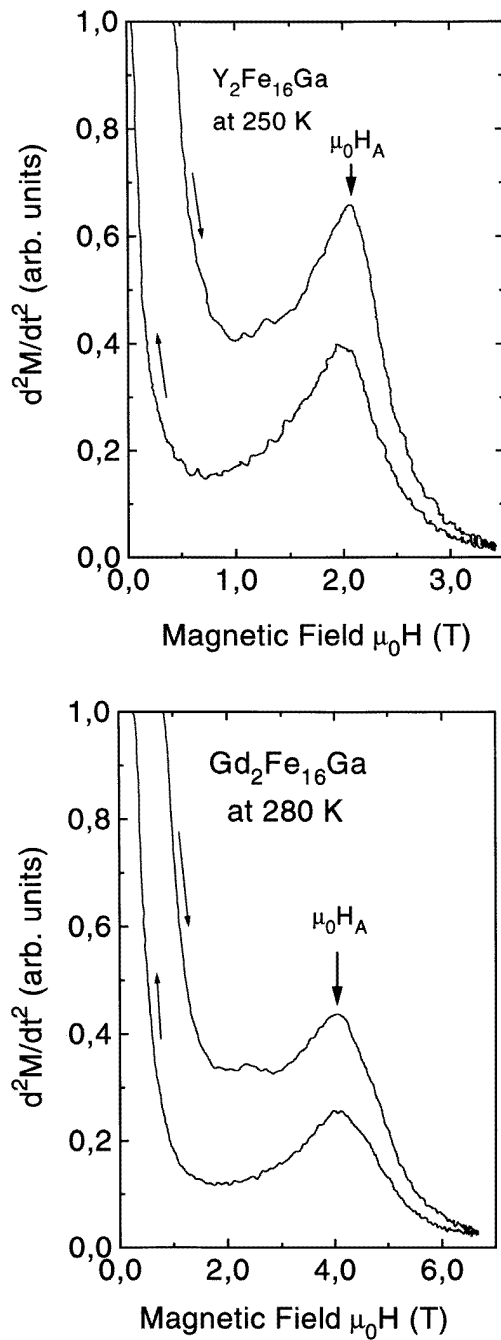 1,0
Y₂Fe₁₆Ga
at 250 K
0,8
μ₀H_A
0,6
d²M/dt² (arb. units)
0,4
0,2
0,0
0,0 1,0 2,0 3,0
Magnetic Field μ₀H (T)
1,0
Gd₂Fe₁₆Ga
at 280 K
0,8
μ₀H_A
0,6
d²M/dt² (arb. units)
0,4
0,2
0,0
0,0 2,0 4,0 6,0
Magnetic Field μ₀H (T)